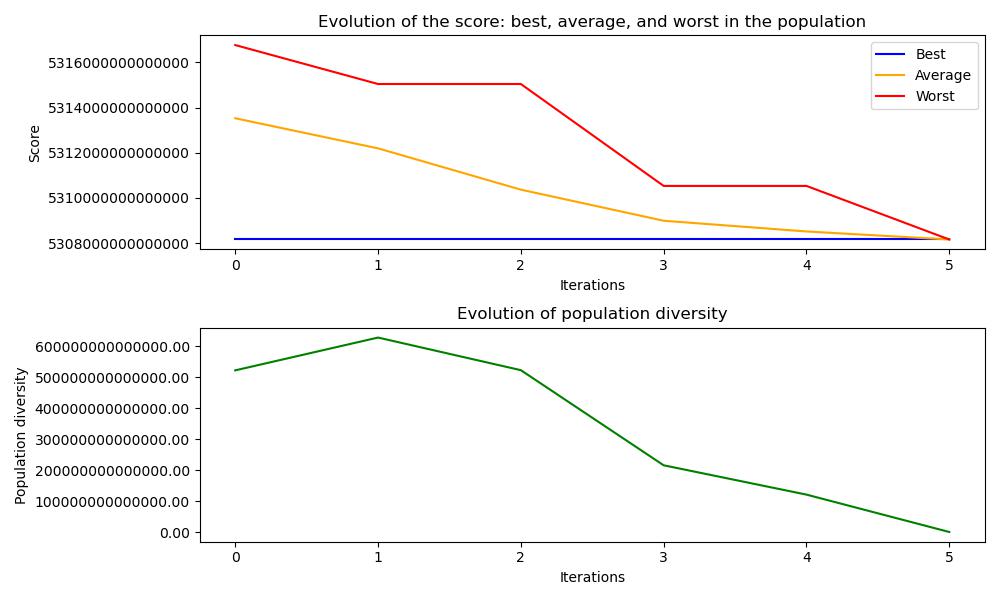 Evolution of the score: best, average, and worst in the population
Score
5316000000000000
5314000000000000
5312000000000000
5310000000000000
5308000000000000
Best
Average
Worst
0 1 2 3 4 5
Iterations
Evolution of population diversity
Population diversity
600000000000000.00
500000000000000.00
400000000000000.00
300000000000000.00
200000000000000.00
100000000000000.00
0.00
0 1 2 3 4 5
Iterations